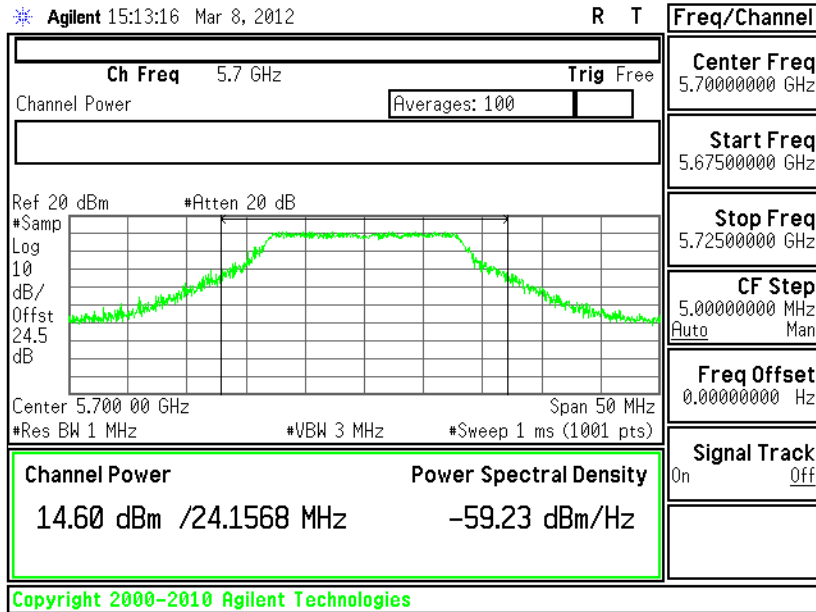 Agilent 15:13:16 Mar 8, 2012 R T
Freq/Channel
Ch Freq 5.7 GHz Trig Free
Channel Power Averages: 100
Ref 20 dBm #Atten 20 dB
#Samp
Log
10
dB/
Offst
24.5
dB
Center 5.700 00 GHz Span 50 MHz
#Res BW 1 MHz #VBW 3 MHz #Sweep 1 ms (1001 pts)
Channel Power Power Spectral Density
14.60 dBm /24.1568 MHz -59.23 dBm/Hz
Center Freq
5.70000000 GHz
Start Freq
5.67500000 GHz
Stop Freq
5.72500000 GHz
CF Step
5.00000000 MHz
Auto Man
Freq Offset
0.00000000 Hz
Signal Track
On Off
Copyright 2000-2010 Agilent Technologies